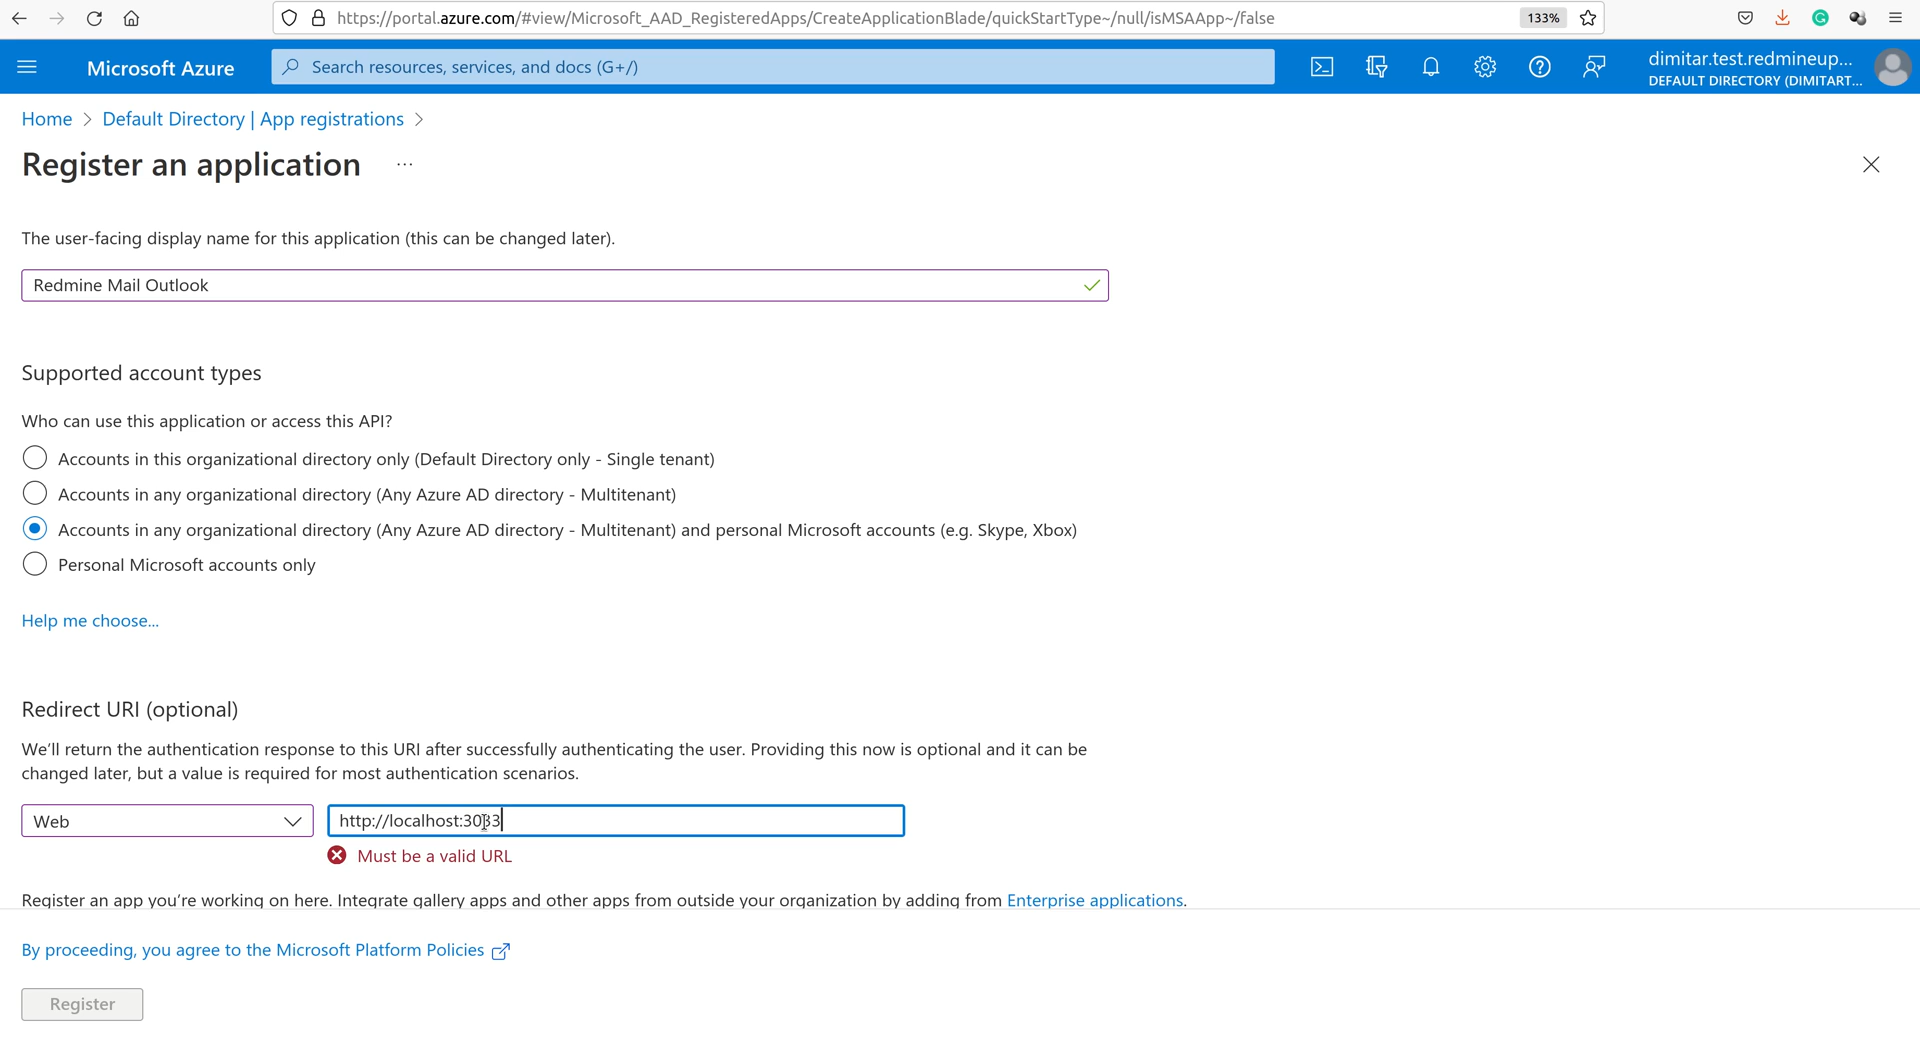 https://portal.azure.com/#view/Microsoft_AAD_RegisteredApps/CreateApplicationBlade/quickStartType~/null/isMSAApp~/false
133%
Microsoft Azure
Search resources, services, and docs (G+/)
dimitar.test.redmineup...
DEFAULT DIRECTORY (DIMITART...
Home > Default Directory | App registrations >
Register an application ...
The user-facing display name for this application (this can be changed later).
Redmine Mail Outlook
Supported account types
Who can use this application or access this API?
Accounts in this organizational directory only (Default Directory only - Single tenant)
Accounts in any organizational directory (Any Azure AD directory - Multitenant)
Accounts in any organizational directory (Any Azure AD directory - Multitenant) and personal Microsoft accounts (e.g. Skype, Xbox)
Personal Microsoft accounts only
Help me choose...
Redirect URI (optional)
We'll return the authentication response to this URI after successfully authenticating the user. Providing this now is optional and it can be
changed later, but a value is required for most authentication scenarios.
Web
http://localhost:3033
Must be a valid URL
Register an app you're working on here. Integrate gallery apps and other apps from outside your organization by adding from Enterprise applications.
By proceeding, you agree to the Microsoft Platform Policies
Register